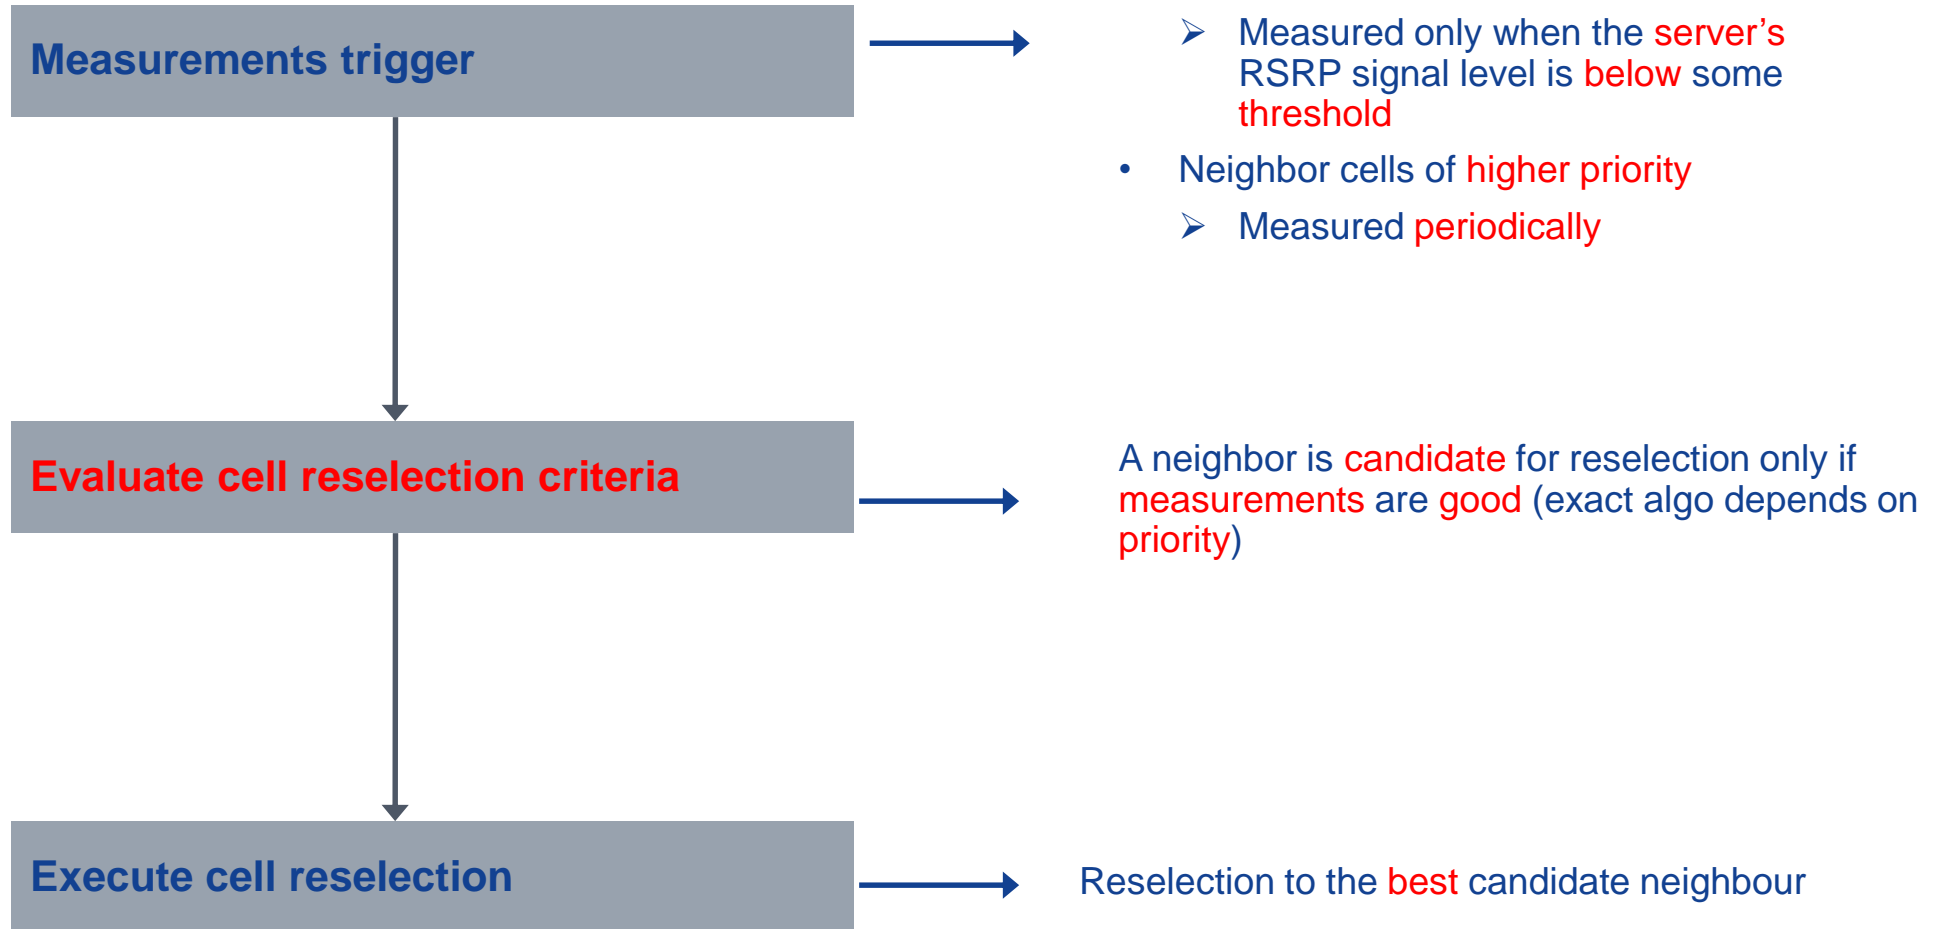 Measurements trigger
➢ Measured only when the server’s
RSRP signal level is below some
threshold
• Neighbor cells of higher priority
➢ Measured periodically
Evaluate cell reselection criteria
A neighbor is candidate for reselection only if
measurements are good (exact algo depends on
priority)
Execute cell reselection
Reselection to the best candidate neighbour